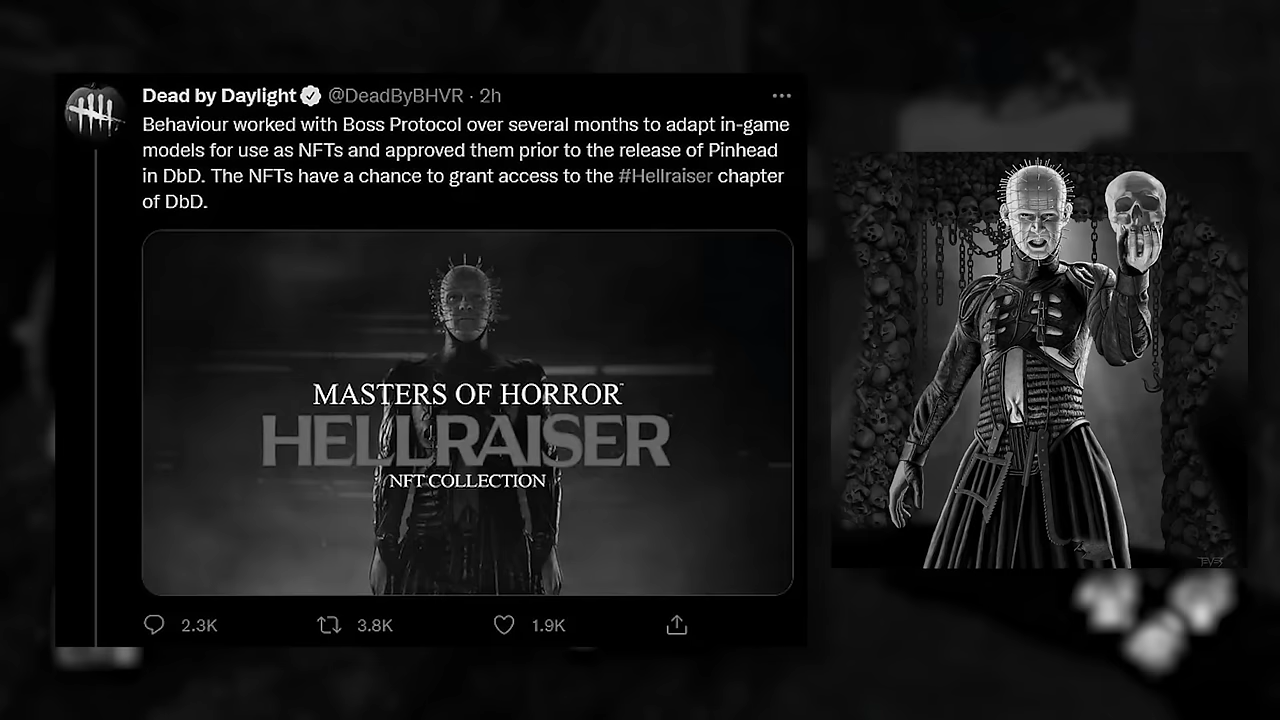 Dead by Daylight @DeadByBHVR · 2h
Behaviour worked with Boss Protocol over several months to adapt in-game
models for use as NFTs and approved them prior to the release of Pinhead
in DbD. The NFTs have a chance to grant access to the #Hellraiser chapter
of DbD.
MASTERS OF HORROR™
HELLRAISER™
NFT COLLECTION
2.3K 3.8K 1.9K